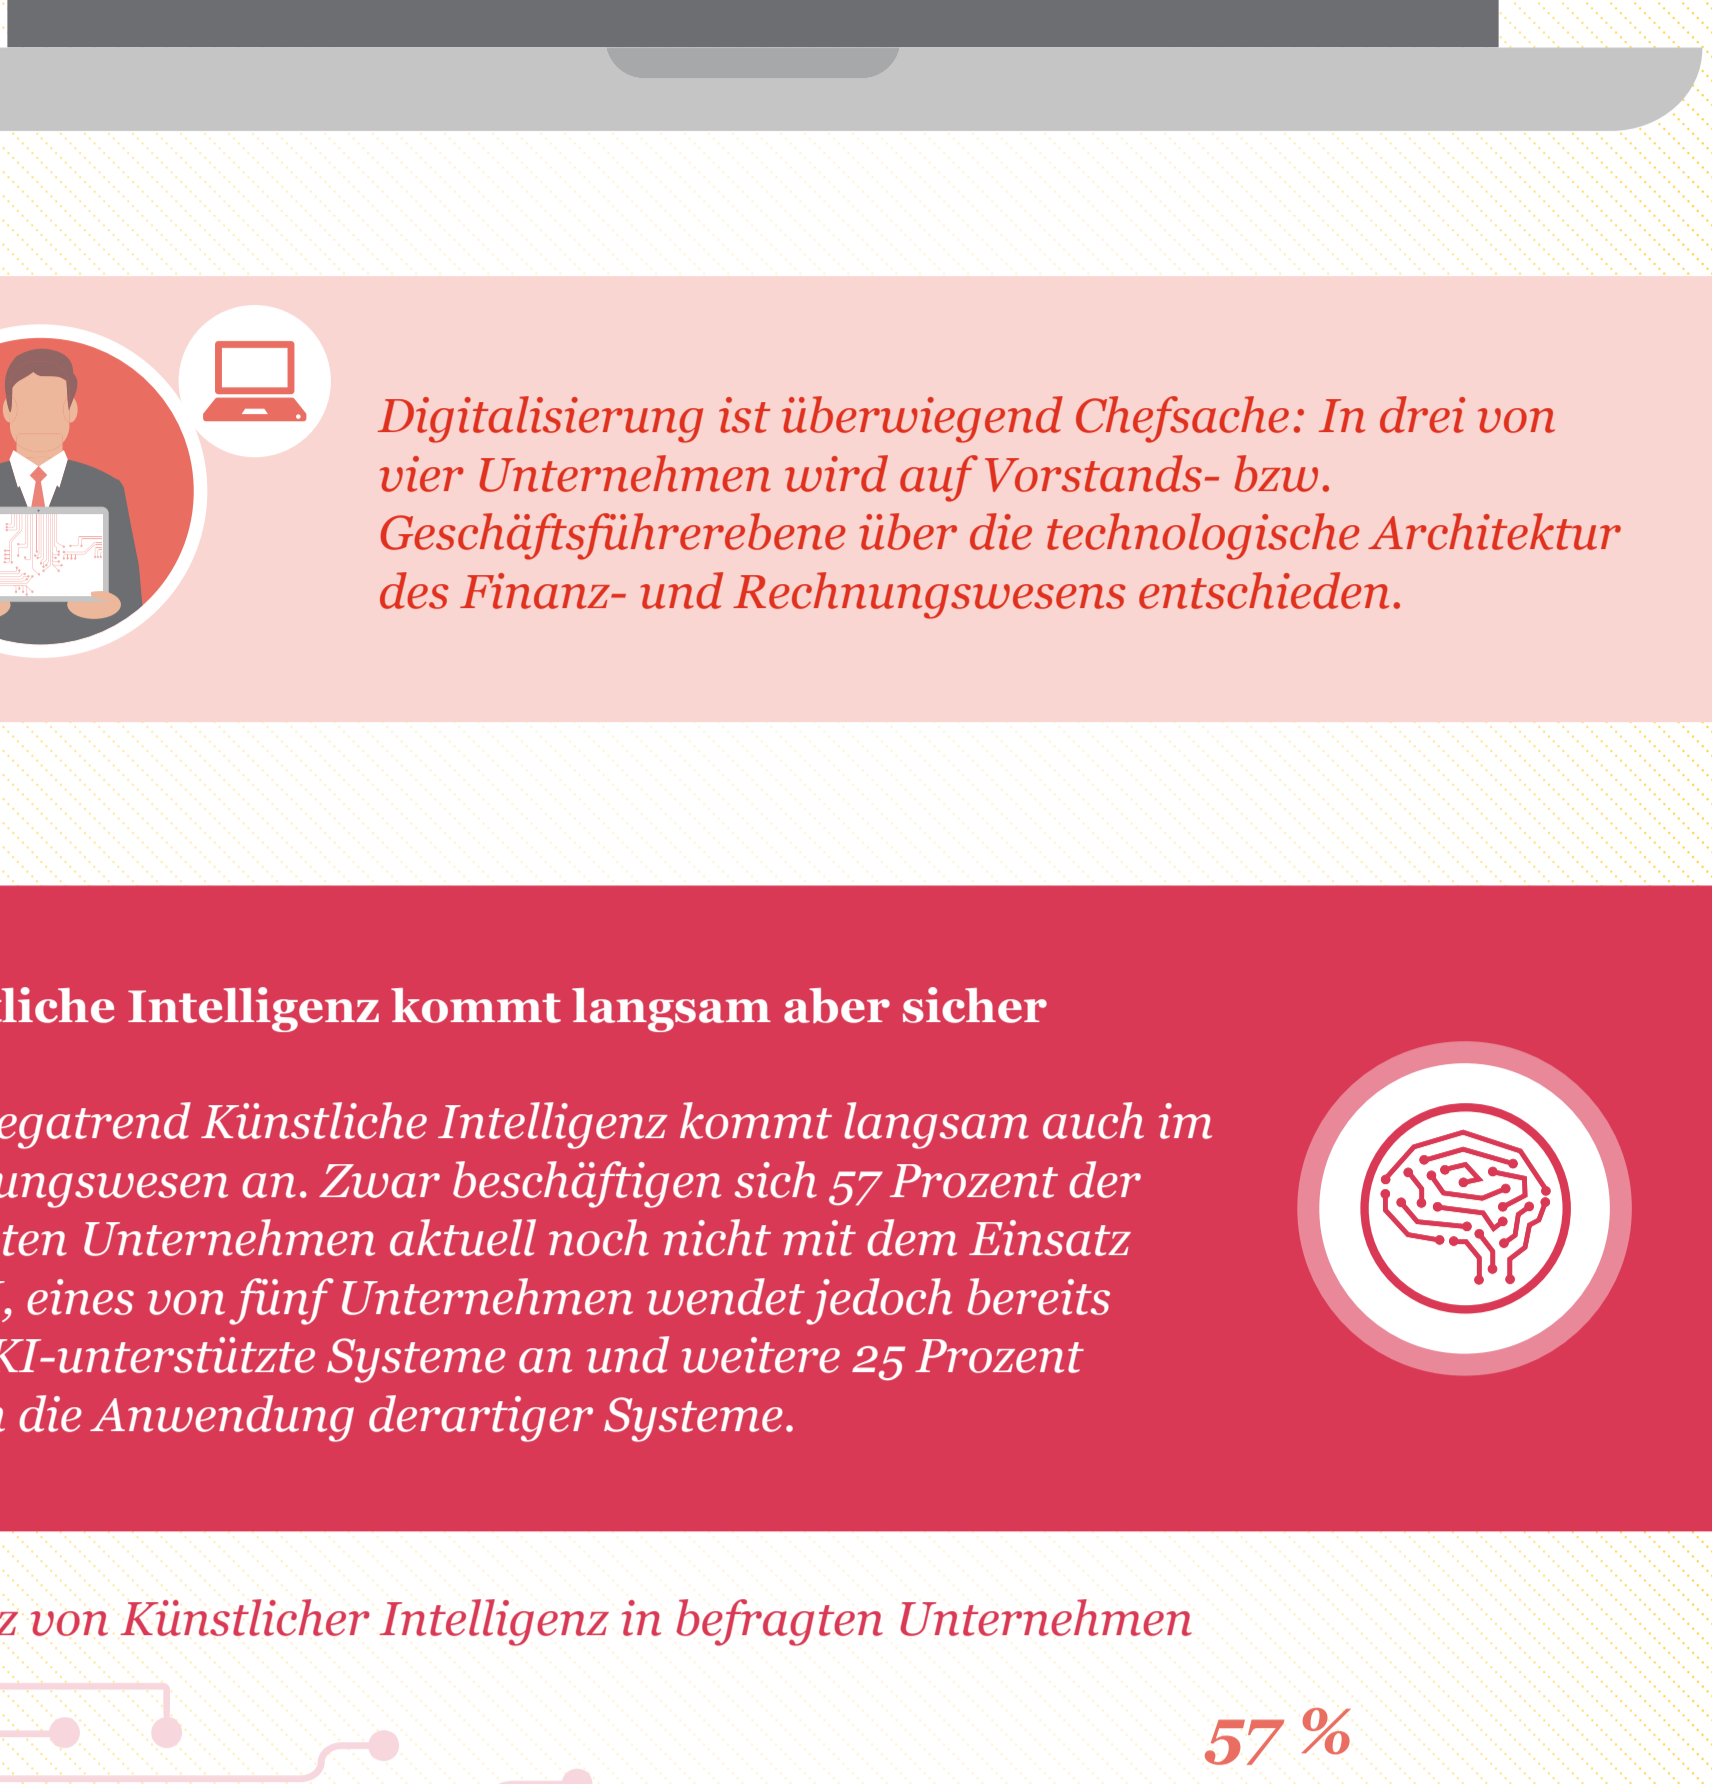 Digitalisierung ist überwiegend Chefsache: In drei von
vier Unternehmen wird auf Vorstands- bzw.
Geschäftsführerebene über die technologische Architektur
des Finanz- und Rechnungswesens entschieden.
tliche Intelligenz kommt langsam aber sicher
egatrend Künstliche Intelligenz kommt langsam auch im
ungswesen an. Zwar beschäftigen sich 57 Prozent der
ten Unternehmen aktuell noch nicht mit dem Einsatz
, eines von fünf Unternehmen wendet jedoch bereits
KI-unterstützte Systeme an und weitere 25 Prozent
n die Anwendung derartiger Systeme.
z von Künstlicher Intelligenz in befragten Unternehmen
57 %